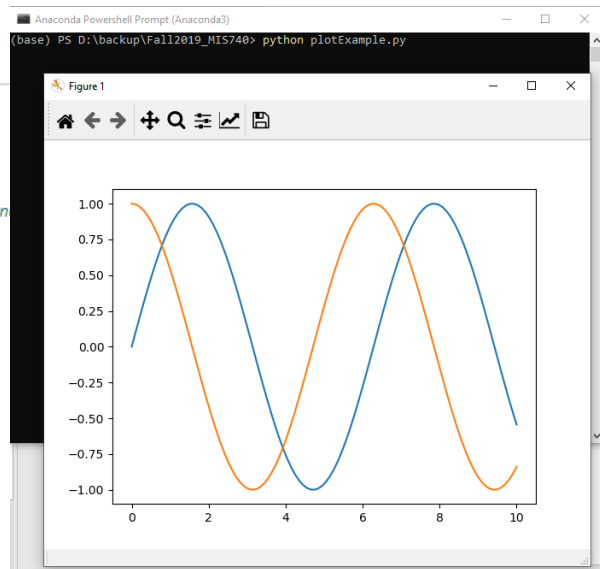 Anaconda Powershell Prompt (Anaconda3)
(base) PS D:\backup\Fall2019_MIS740> python plotExample.py
Figure 1
1.00
0.75
0.50
0.25
0.00
−0.25
−0.50
−0.75
−1.00
0 2 4 6 8 10